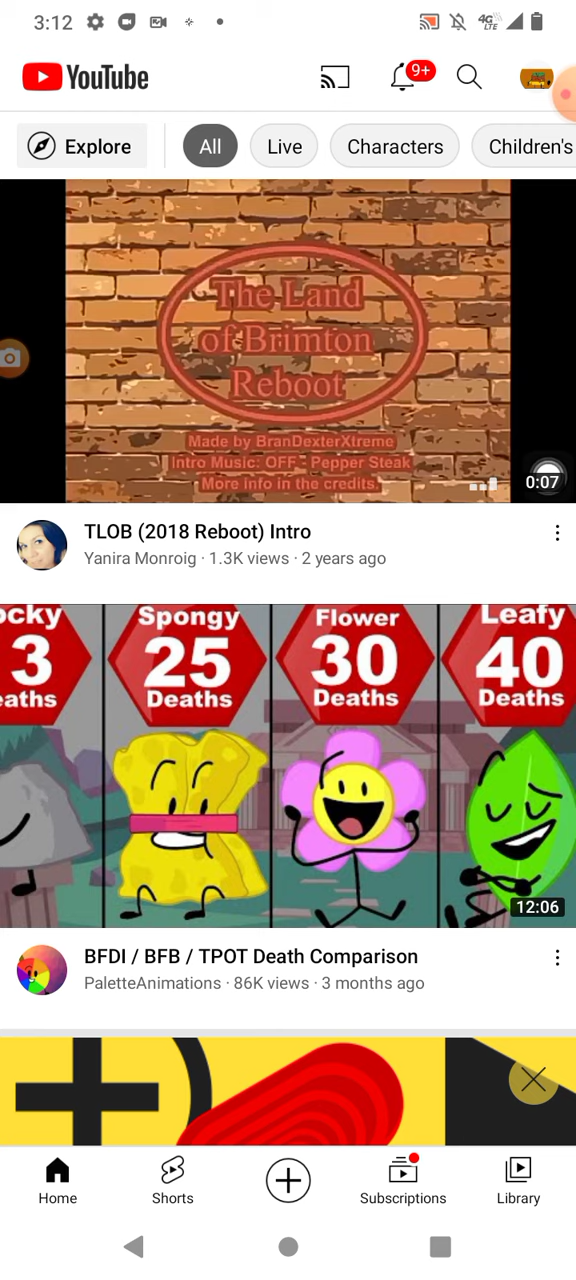 3:12
4G
LTE
YouTube
9+
Explore
All
Live
Characters
Children's
The Land
of Brimton
Reboot
Made by BranDexterXtreme
Intro Music: OFF - Pepper Steak
More info in the credits.
0:07
TLOB (2018 Reboot) Intro
Yanira Monroig · 1.3K views · 2 years ago
ocky
3
eaths
Spongy
25
Deaths
Flower
30
Deaths
Leafy
40
Deaths
12:06
BFDI / BFB / TPOT Death Comparison
PaletteAnimations · 86K views · 3 months ago
Home
Shorts
Subscriptions
Library